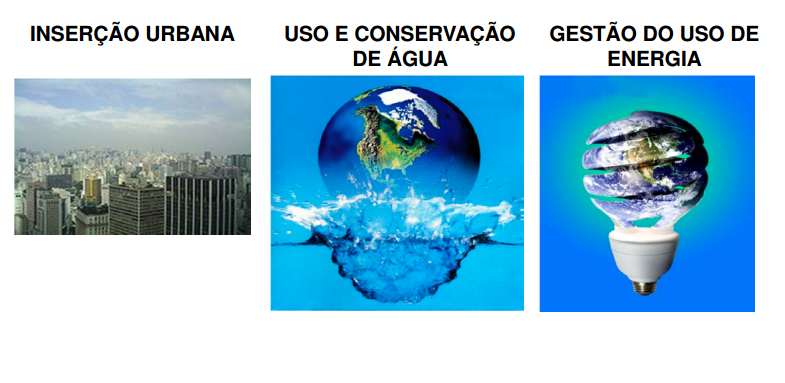 INSERÇÃO URBANA
USO E CONSERVAÇÃO
DE ÁGUA
GESTÃO DO USO DE
ENERGIA